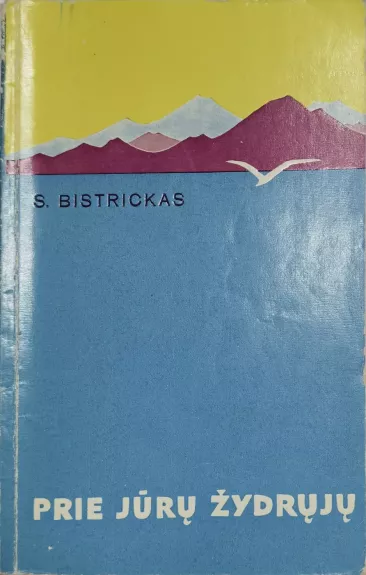 S. BISTRICKAS
PRIE JŪRŲ ŽYDRŲJŲ